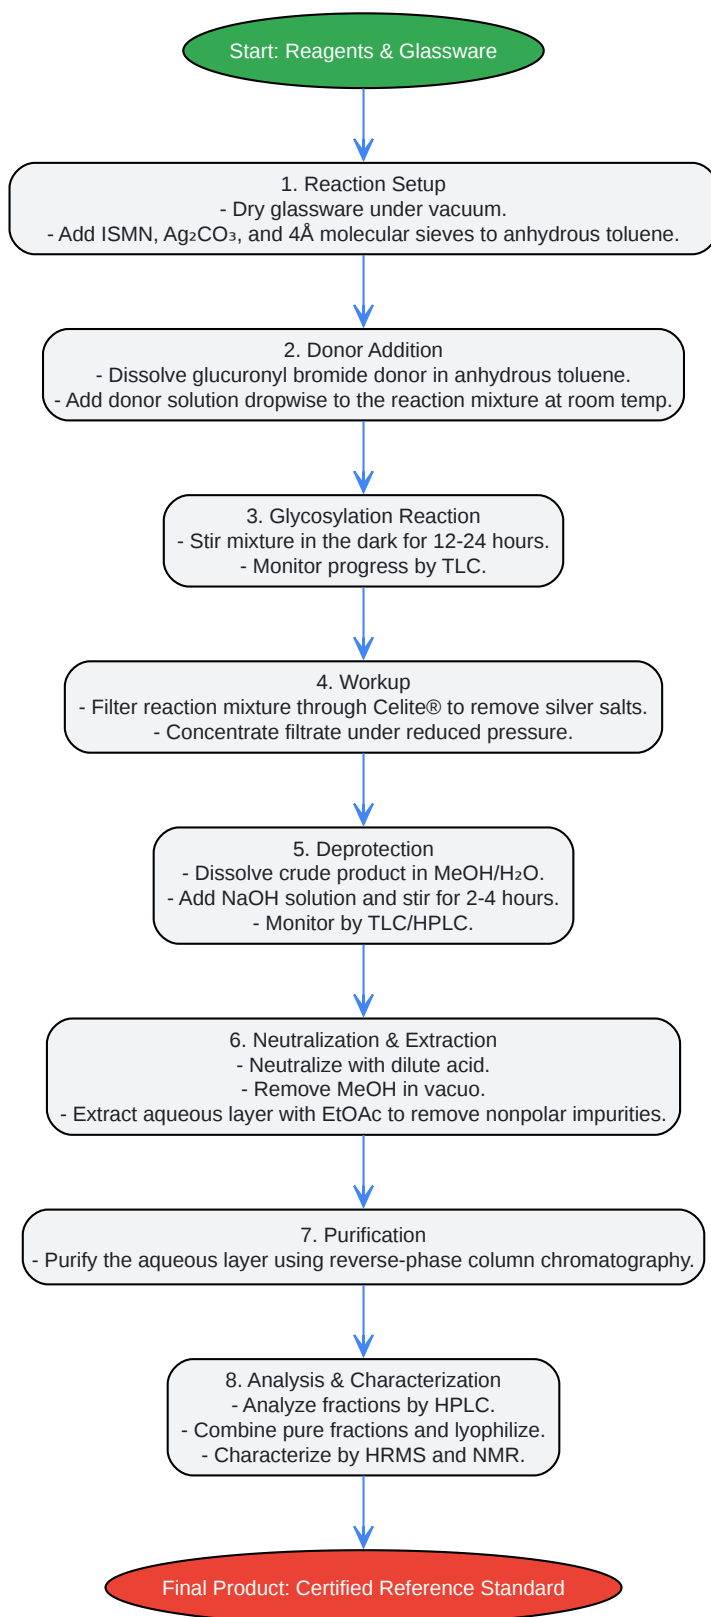 Start: Reagents & Glassware
1. Reaction Setup
- Dry glassware under vacuum.
- Add ISMN, Ag₂CO₃, and 4Å molecular sieves to anhydrous toluene.
2. Donor Addition
- Dissolve glucuronyl bromide donor in anhydrous toluene.
- Add donor solution dropwise to the reaction mixture at room temp.
3. Glycosylation Reaction
- Stir mixture in the dark for 12-24 hours.
- Monitor progress by TLC.
4. Workup
- Filter reaction mixture through Celite® to remove silver salts.
- Concentrate filtrate under reduced pressure.
5. Deprotection
- Dissolve crude product in MeOH/H₂O.
- Add NaOH solution and stir for 2-4 hours.
- Monitor by TLC/HPLC.
6. Neutralization & Extraction
- Neutralize with dilute acid.
- Remove MeOH in vacuo.
- Extract aqueous layer with EtOAc to remove nonpolar impurities.
7. Purification
- Purify the aqueous layer using reverse-phase column chromatography.
8. Analysis & Characterization
- Analyze fractions by HPLC.
- Combine pure fractions and lyophilize.
- Characterize by HRMS and NMR.
Final Product: Certified Reference Standard